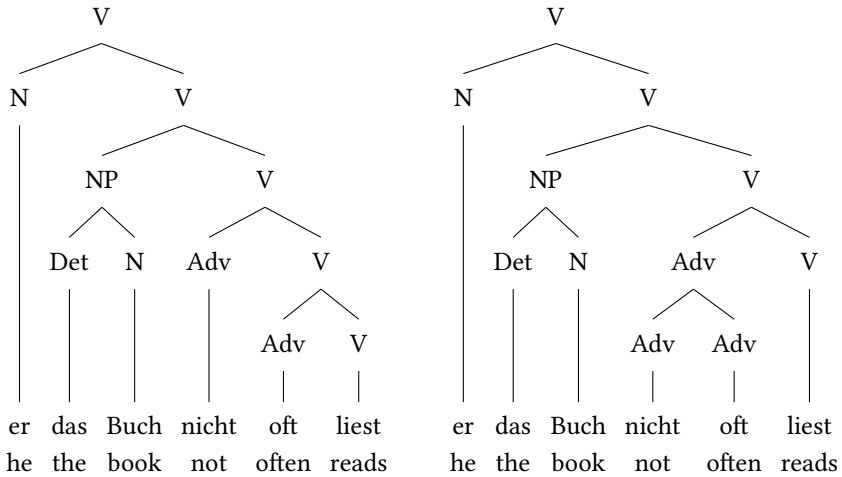 V V
N V N V
NP V NP V
Det N Adv V Det N Adv V
Adv V Adv Adv
er das Buch nicht oft liest er das Buch nicht oft liest
he the book not often reads he the book not often reads